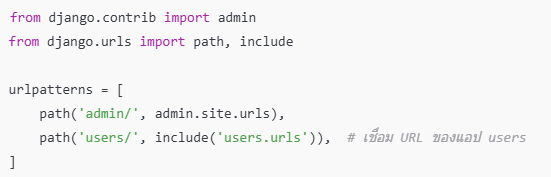 from django.contrib import admin
from django.urls import path, include

urlpatterns = [
    path('admin/', admin.site.urls),
    path('users/', include('users.urls')),  # เชื่อม URL ของแอป users
]